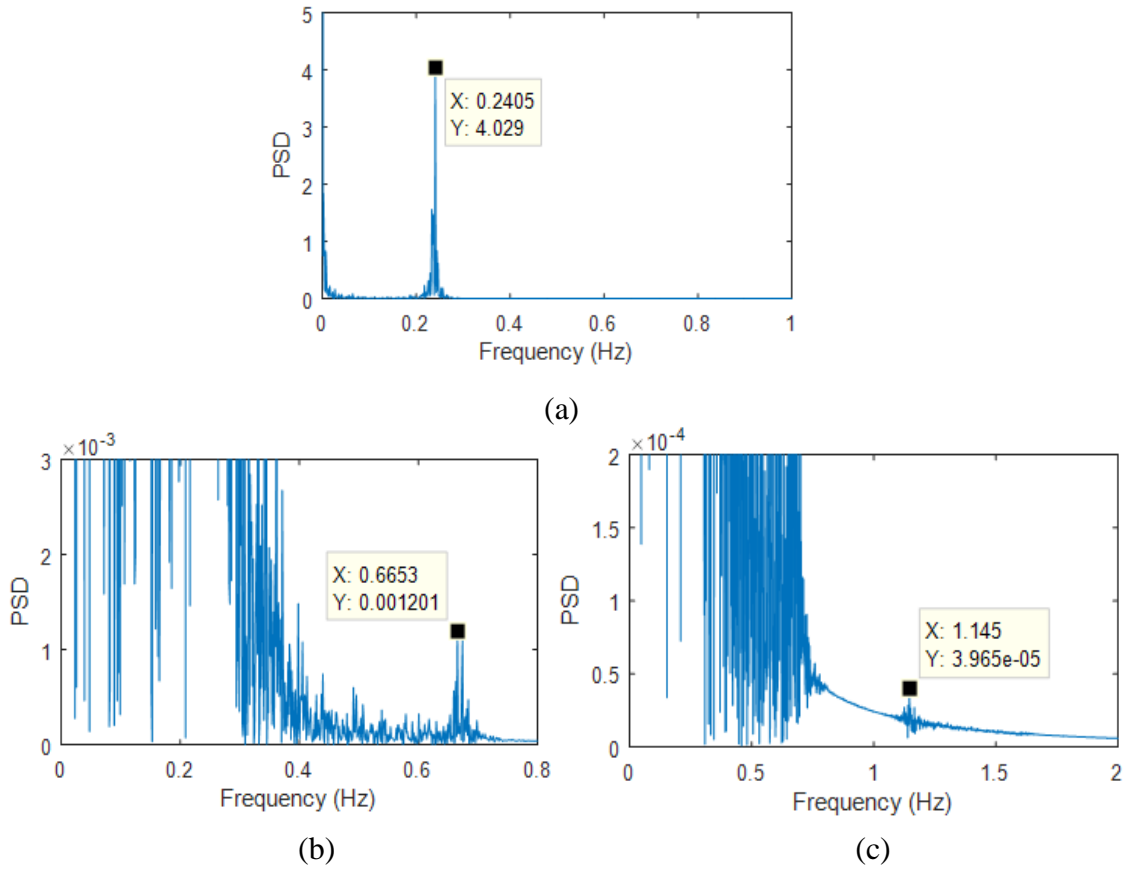 5
4
3
2
1
0
PSD
X: 0.2405
Y: 4.029
0 0.2 0.4 0.6 0.8 1
Frequency (Hz)
(a)
×10-3
3
2
1
0
PSD
X: 0.6653
Y: 0.001201
0 0.2 0.4 0.6 0.8
Frequency (Hz)
(b)
×10-4
2
1.5
1
0.5
0
PSD
X: 1.145
Y: 3.965e-05
0 0.5 1 1.5 2
Frequency (Hz)
(c)